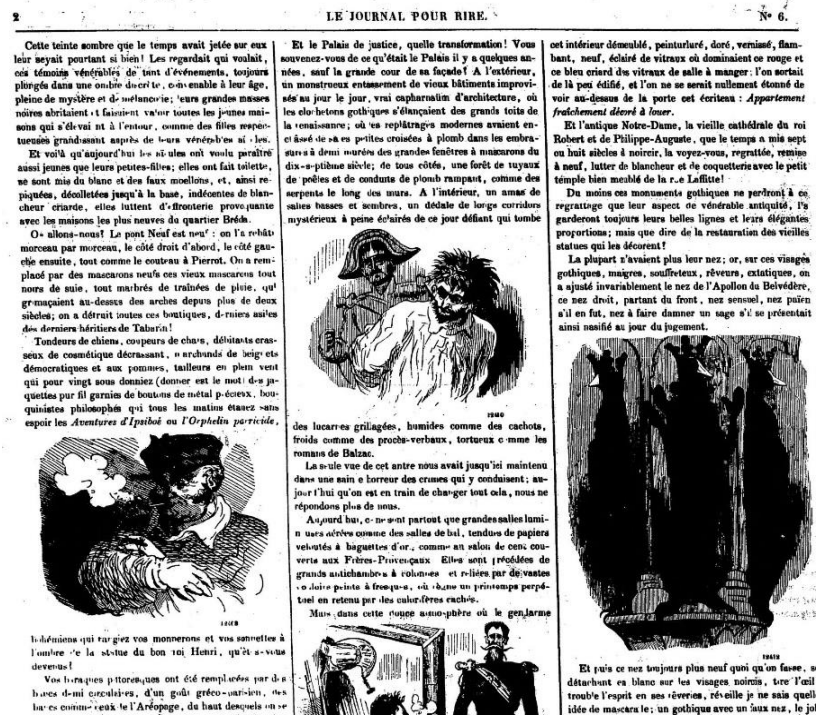 2
LE JOURNAL POUR RIRE.
N° 6.
Cette teinte sombre que le temps avait jetée sur eux
leur seyait pourtant si bien! Les regardait qui voulait,
ces témoins vénérables de tant d'événements, toujours
plongés dans une ombre discrète, convenable à leur âge,
pleine de mystère et de mélancolie; leurs grandes masses
noires abritaient et faisaient valoir toutes les jeunes mai-
sons qui s'élevaient à l'entour, comme des filles respec-
tueuses grandissant auprès de leurs vénérables aïeules.
Et voilà qu'aujourd'hui les aïeules ont voulu paraître
aussi jeunes que leurs petites-filles; elles ont fait toilette,
se sont mis du blanc et des faux moellons, et, ainsi re-
piquées, décolletées jusqu'à la base, indécentes de blan-
cheur criarde, elles luttent d'effronterie provoquante
avec les maisons les plus neuves du quartier Bréda.
Où allons-nous? Le pont Neuf est neuf: on l'a rebâti
morceau par morceau, le côté droit d'abord, le côté gau-
che ensuite, tout comme le couteau à Pierrot. On a rem-
placé par des mascarons neufs ces vieux mascarons tout
noirs de suie, tout marbrés de traînées de pluie, qui
grimaçaient au-dessus des arches depuis plus de deux
siècles; on a détruit toutes ces boutiques, derniers asiles
des derniers héritiers de Tabarin!
Tondeurs de chiens, coupeurs de chats, débitants cras-
seux de cosmétique décrassant, marchands de beignets
démocratiques et aux pommes, tailleurs en plein vent
qui pour vingt sous donniez (donner est le mot) des ja-
quettes pur fil garnies de boutons de métal précieux, bou-
quinistes philosophes qui tous les matins étalez sans
espoir les Aventures d'Ipsiboé ou l'Orphelin parricide,
bohémiens qui rangiez vos monnerons et vos sonnettes à
l'ombre de la statue du bon roi Henri, qu'êtes-vous
devenus!
Vos baraques pittoresques ont été remplacées par des
bancs demi circulaires, d'un goût gréco-parisien, des
bancs comme ceux de l'Aréopage, du haut desquels on se
Et le Palais de justice, quelle transformation! Vous
souvenez-vous de ce qu'était le Palais il y a quelques an-
nées, sauf la grande cour de sa façade? A l'extérieur,
un monstrueux entassement de vieux bâtiments improvi-
sés au jour le jour, vrai capharnaüm d'architecture, où
les clochetons gothiques s'élançaient des grands toits de
la renaissance; où les replâtrages modernes avaient en-
classé de vases petites croisées à plomb dans les embra-
sures à demi murées des grandes fenêtres à mascarons du
dix-septième siècle; de tous côtés, une forêt de tuyaux
de poêles et de conduits de plomb rampant, comme des
serpents le long des murs. A l'intérieur, un amas de
salles basses et sombres, un dédale de longs corridors
mystérieux à peine éclairés de ce jour défiant qui tombe
des lucarnes grillagées, humides comme des cachots,
froids comme des procès-verbaux, tortueux comme les
romans de Balzac.
La seule vue de cet antre nous avait jusqu'ici maintenu
dans une saine horreur des crimes qui y conduisent; au-
jourd'hui qu'on est en train de changer tout cela, nous ne
répondons plus de nous.
Aujourd'hui, ce ne sont partout que grandes salles lumi-
neuses aérées comme des salles de bal, tendues de papiers
veloutés à baguettes d'or, comme un salon de cent cou-
verts aux Frères-Provençaux Elles sont précédées de
grands antichambres à colonnes et reliées par de vastes
couloirs peints à fresques, où règne un printemps perpé-
tuel entretenu par des calorifères cachés.
Mais dans cette douce atmosphère où le gendarme
cet intérieur démeublé, peinturluré, doré, vernissé, flam-
bant, neuf, éclairé de vitraux où dominaient ce rouge et
ce bleu criard des vitraux de salle à manger; l'on sortait
de là peu édifié, et l'on ne se serait nullement étonné de
voir au-dessus de la porte cet écriteau: Appartement
fraîchement décoré à louer.
Et l'antique Notre-Dame, la vieille cathédrale du roi
Robert et de Philippe-Auguste, que le temps a mis sept
ou huit siècles à noircir, la voyez-vous, regrattée, remise
à neuf, lutter de blancheur et de coquetterie avec le petit
temple bien meublé de la rue Laffitte!
Du moins ces monuments gothiques ne perdront à ce
regrattage que leur aspect de vénérable antiquité, ils
garderont toujours leurs belles lignes et leurs élégantes
proportions; mais que dire de la restauration des vieilles
statues qui les décorent!
La plupart n'avaient plus leur nez; or, sur ces visages
gothiques, maigres, souffreteux, rêveurs, extatiques, on
a ajusté invariablement le nez de l'Apollon du Belvédère,
ce nez droit, partant du front, nez sensuel, nez païen
s'il en fut, nez à faire damner un sage s'il se présentait
ainsi nasifié au jour du jugement.
Et puis ce nez toujours plus neuf quoi qu'on fasse, se
détachant en blanc sur les visages noircis, tire l'œil
trouble l'esprit en ses rêveries, réveille je ne sais quelle
idée de mascarade; un gothique avec un faux nez, le jol